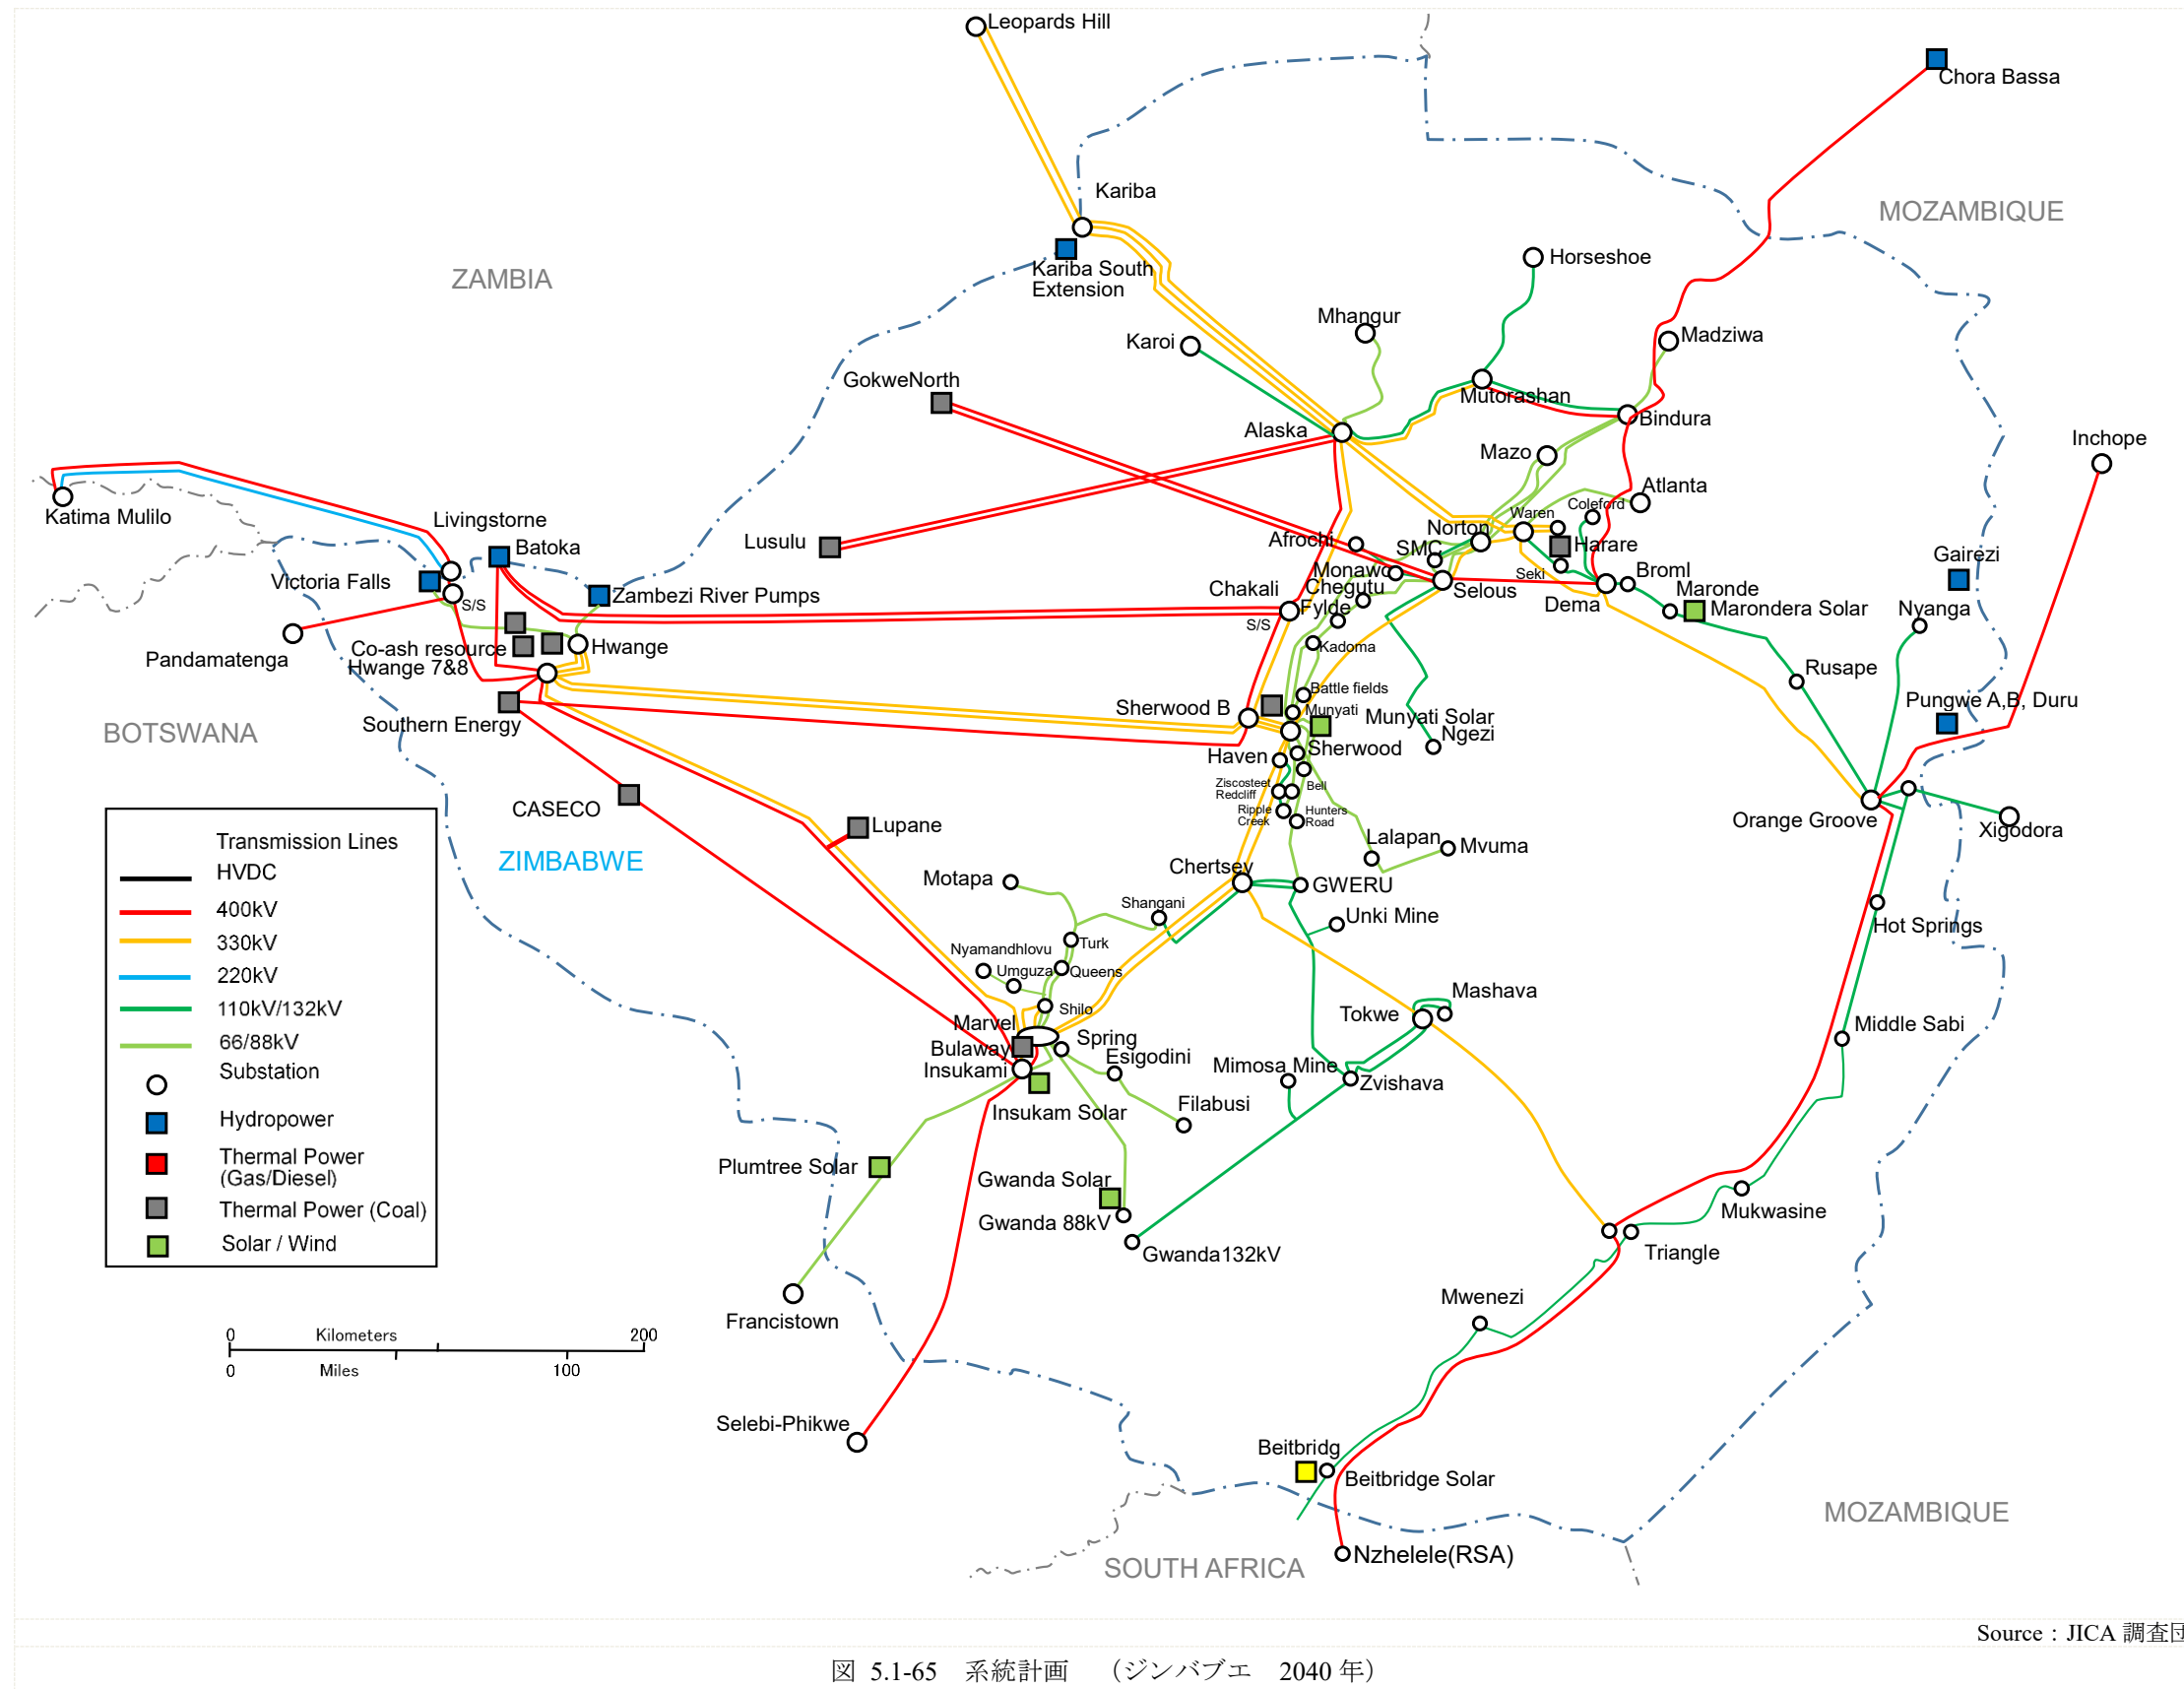 Leopards Hill
Chora Bassa
Kariba
MOZAMBIQUE
ZAMBIA
Kariba South
Extension
Horseshoe
Mhangur
Karoi
Madziwa
GokweNorth
Mutorashan
Bindura
Alaska
Mazo
Inchope
Atlanta
Coleford
Waren
Katima Mulilo
Livingstorne
Batoka
Norton
Lusulu
Afrochi
SMC
Harare
Gairezi
Victoria Falls
Monawo
Seki
Broml
S/S
Zambezi River Pumps
Chakali
Chegutu
Selous
Dema
Maronde
Marondera Solar
Nyanga
Fylde
S/S
Pandamatenga
Co-ash resource
Hwange
Hwange 7&8
Kadoma
Rusape
Battle fields
Pungwe A,B, Duru
Southern Energy
Sherwood B
Munyati
Munyati Solar
BOTSWANA
Ngezi
Haven
Sherwood
Ziscosteet
Redcliff
Bell
CASECO
Ripple
Creek
Hunters
Road
Orange Groove
Xigodora
Lupane
Lalapan
Mvuma
ZIMBABWE
Chertsey
Motapa
GWERU
Shangani
Unki Mine
Hot Springs
Turk
Nyamandhlovu
Umguza
Queens
Mashava
Shilo
Tokwe
Marvel
Spring
Middle Sabi
Bulaway
Esigodini
Insukami
Mimosa Mine
Zvishava
Insukam Solar
Filabusi
Plumtree Solar
Gwanda Solar
Gwanda 88kV
Mukwasine
Gwanda132kV
Triangle
Mwenezi
Francistown
Selebi-Phikwe
Beitbridg
Beitbridge Solar
MOZAMBIQUE
Nzhelele(RSA)
SOUTH AFRICA
Transmission Lines
HVDC
400kV
330kV
220kV
110kV/132kV
66/88kV
Substation
Hydropower
Thermal Power
(Gas/Diesel)
Thermal Power (Coal)
Solar / Wind
0 Kilometers 200
0 Miles 100
Source：JICA 調査団
図 5.1-65 系統計画 （ジンバブエ 2040 年）